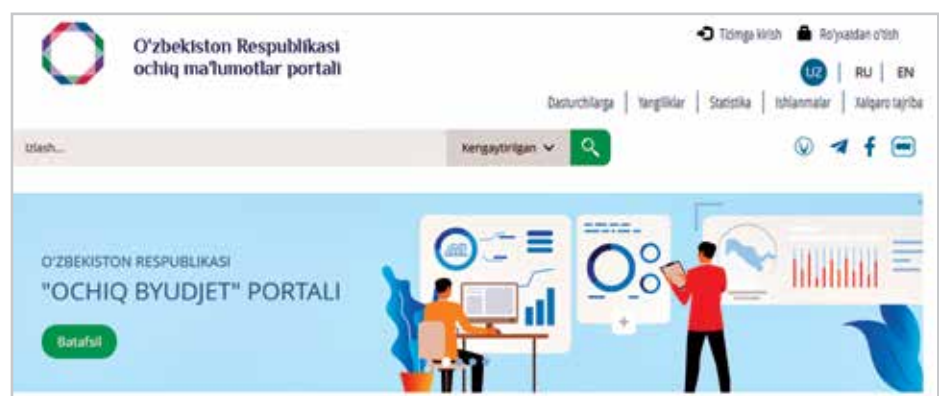 O'zbekiston Respublikasi
ochiq ma'lumotlar portali
Tizimga kirish Ro'yxatdan o'tish
UZ | RU | EN
Dasturchilarga | Yangiliklar | Statistika | Ishlanmalar | Xalqaro tajriba
Izlash...
Kengaytirilgan
O'ZBEKISTON RESPUBLIKASI
"OCHIQ BYUDJET" PORTALI
Batafsil